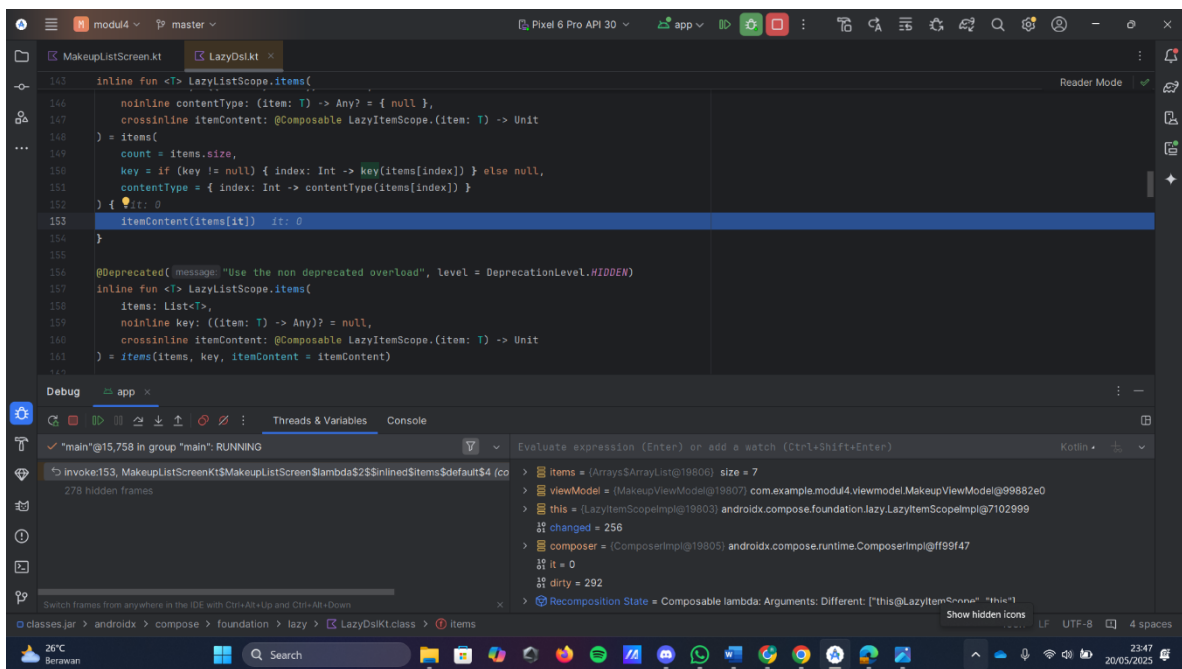 modul4 master Pixel 6 Pro API 30 app
MakeupListScreen.kt LazyDsl.kt
143 inline fun <T> LazyListScope.items( Reader Mode
146 noinline contentType: (item: T) -> Any? = { null },
147 crossinline itemContent: @Composable LazyItemScope.(item: T) -> Unit
148 ) = items(
149 count = items.size,
150 key = if (key != null) { index: Int -> key(items[index]) } else null,
151 contentType = { index: Int -> contentType(items[index]) }
152 ) { it: 0
153 itemContent(items[it]) it: 0
154 }
155
156 @Deprecated( message: "Use the non deprecated overload", level = DeprecationLevel.HIDDEN)
157 inline fun <T> LazyListScope.items(
158 items: List<T>,
159 noinline key: ((item: T) -> Any)? = null,
160 crossinline itemContent: @Composable LazyItemScope.(item: T) -> Unit
161 ) = items(items, key, itemContent = itemContent)
Debug app
Threads & Variables Console
"main"@15,758 in group "main": RUNNING
Evaluate expression (Enter) or add a watch (Ctrl+Shift+Enter) Kotlin
invoke:153, MakeupListScreenKt$MakeupListScreen$lambda$2$$inlined$items$default$4 (co
278 hidden frames
items = {Arrays$ArrayList@19806} size = 7
viewModel = {MakeupViewModel@19807} com.example.modul4.viewmodel.MakeupViewModel@99882e0
this = {LazyItemScopeImpl@19803} androidx.compose.foundation.lazy.LazyItemScopeImpl@7102999
changed = 256
composer = {ComposerImpl@19805} androidx.compose.runtime.ComposerImpl@ff99f47
it = 0
dirty = 292
Recomposition State = Composable lambda: Arguments: Different: ["this@LazyItemScope", "this"]
Switch frames from anywhere in the IDE with Ctrl+Alt+Up and Ctrl+Alt+Down
Show hidden icons
classes.jar > androidx > compose > foundation > lazy > LazyDslKt.class > items LF UTF-8 4 spaces
26°C
Berawan
Search
23:47
20/05/2025